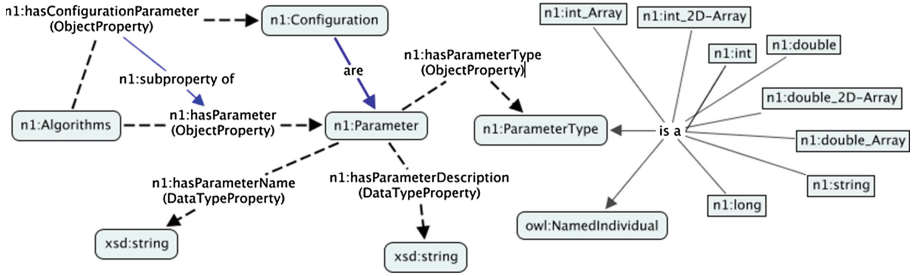 n1:hasConfigurationParameter
(ObjectProperty)
n1:Configuration
n1:subproperty of
are
n1:Algorithms
n1:hasParameter
(ObjectProperty)
n1:Parameter
n1:hasParameterType
(ObjectProperty)
n1:ParameterType
n1:hasParameterName
(DataTypeProperty)
xsd:string
n1:hasParameterDescription
(DataTypeProperty)
xsd:string
is a
n1:int_Array
n1:int_2D-Array
n1:int
n1:double
n1:double_2D-Array
n1:double_Array
n1:string
n1:long
owl:NamedIndividual